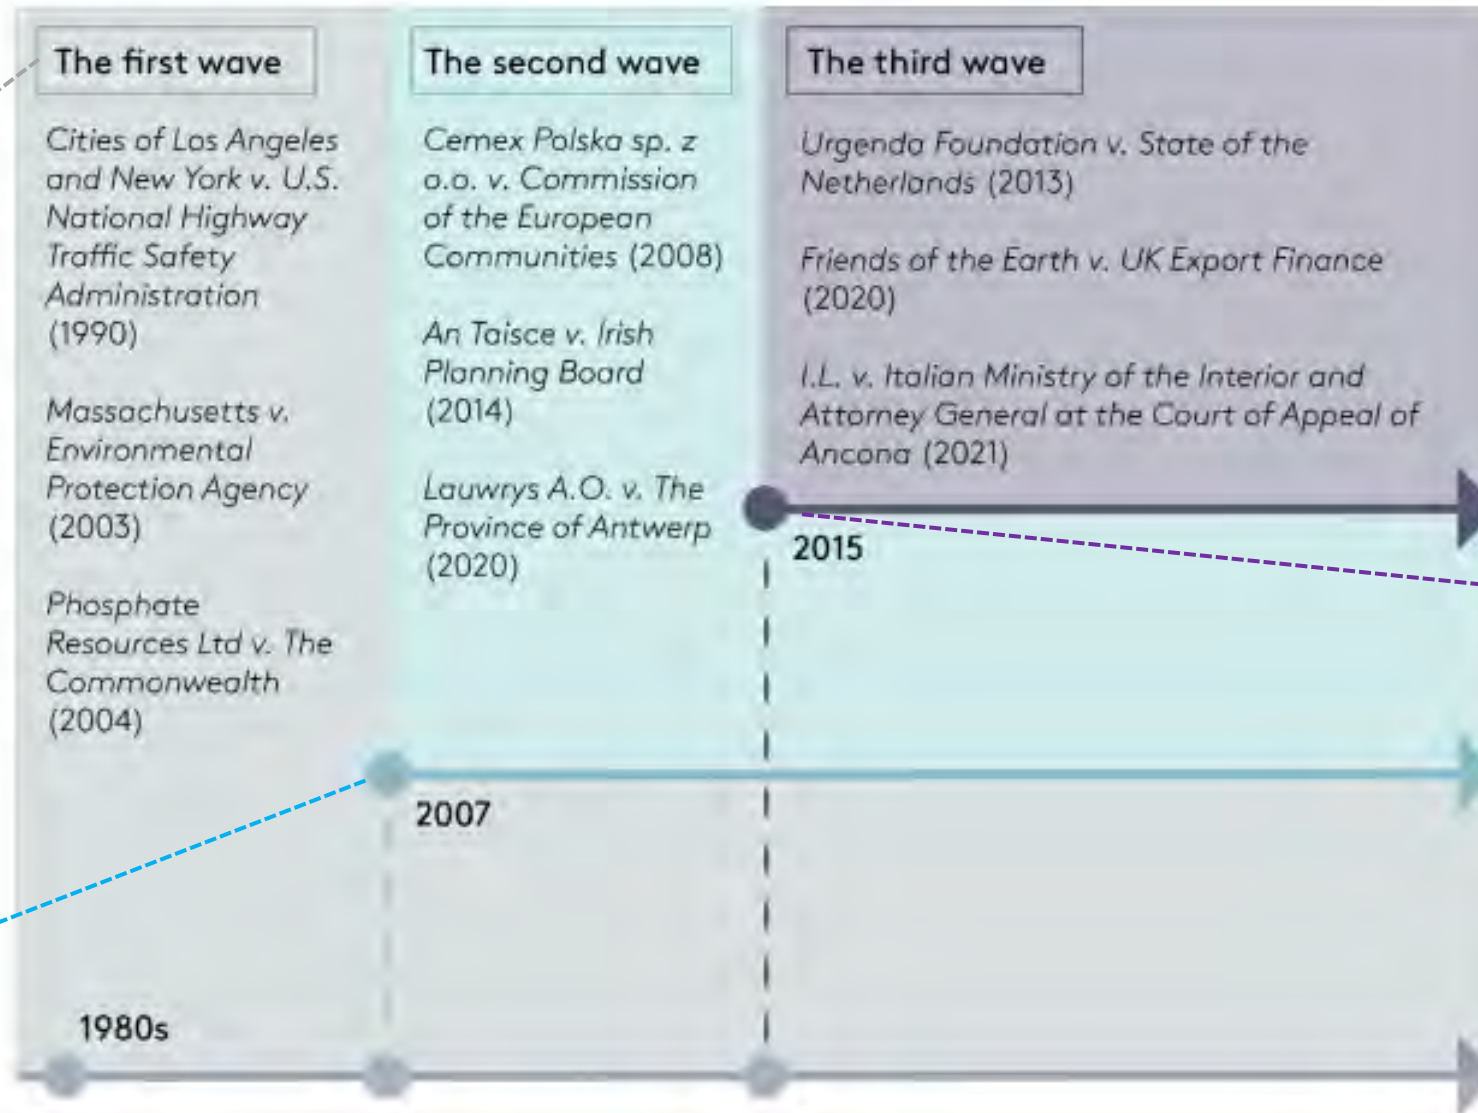 The first wave
Cities of Los Angeles
and New York v. U.S.
National Highway
Traffic Safety
Administration
(1990)
Massachusetts v.
Environmental
Protection Agency
(2003)
Phosphate
Resources Ltd v. The
Commonwealth
(2004)
The second wave
Cemex Polska sp. z
o.o. v. Commission
of the European
Communities (2008)
An Taisce v. Irish
Planning Board
(2014)
Lauwrys A.O. v. The
Province of Antwerp
(2020)
The third wave
Urgenda Foundation v. State of the
Netherlands (2013)
Friends of the Earth v. UK Export Finance
(2020)
I.L. v. Italian Ministry of the Interior and
Attorney General at the Court of Appeal of
Ancona (2021)
2015
2007
1980s